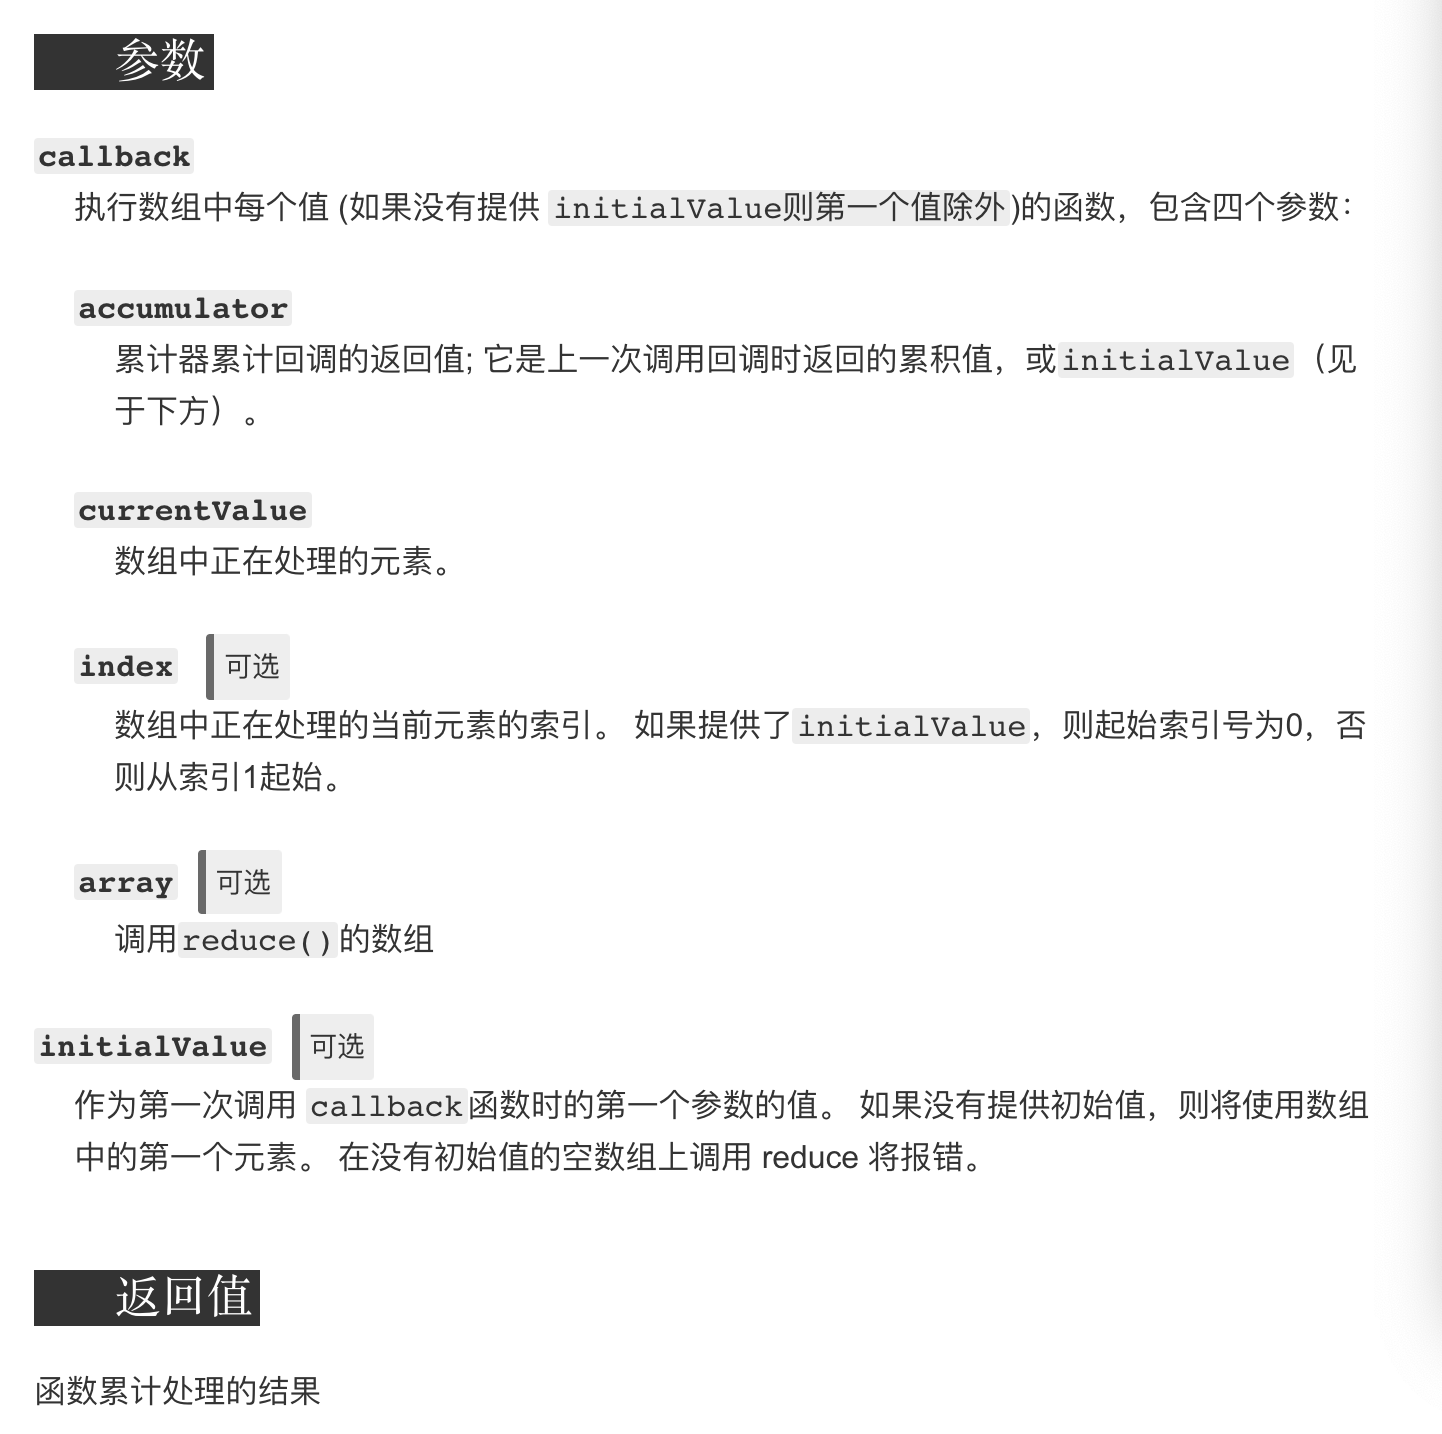 参数
callback
执行数组中每个值 (如果没有提供 initialValue则第一个值除外)的函数，包含四个参数：
accumulator
累计器累计回调的返回值; 它是上一次调用回调时返回的累积值，或initialValue（见
于下方）。
currentValue
数组中正在处理的元素。
index 可选
数组中正在处理的当前元素的索引。 如果提供了initialValue，则起始索引号为0，否
则从索引1起始。
array 可选
调用reduce()的数组
initialValue 可选
作为第一次调用 callback函数时的第一个参数的值。 如果没有提供初始值，则将使用数组
中的第一个元素。 在没有初始值的空数组上调用 reduce 将报错。
返回值
函数累计处理的结果